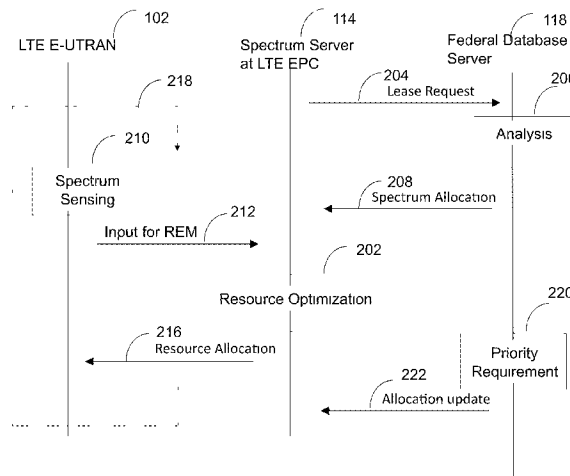 102
LTE E-UTRAN
114
Spectrum Server
at LTE EPC
118
Federal Database
Server
218
204
Lease Request
Analysis
210
Spectrum
Sensing
208
Spectrum Allocation
212
Input for REM
202
Resource Optimization
216
Resource Allocation
220
Priority
Requirement
222
Allocation update